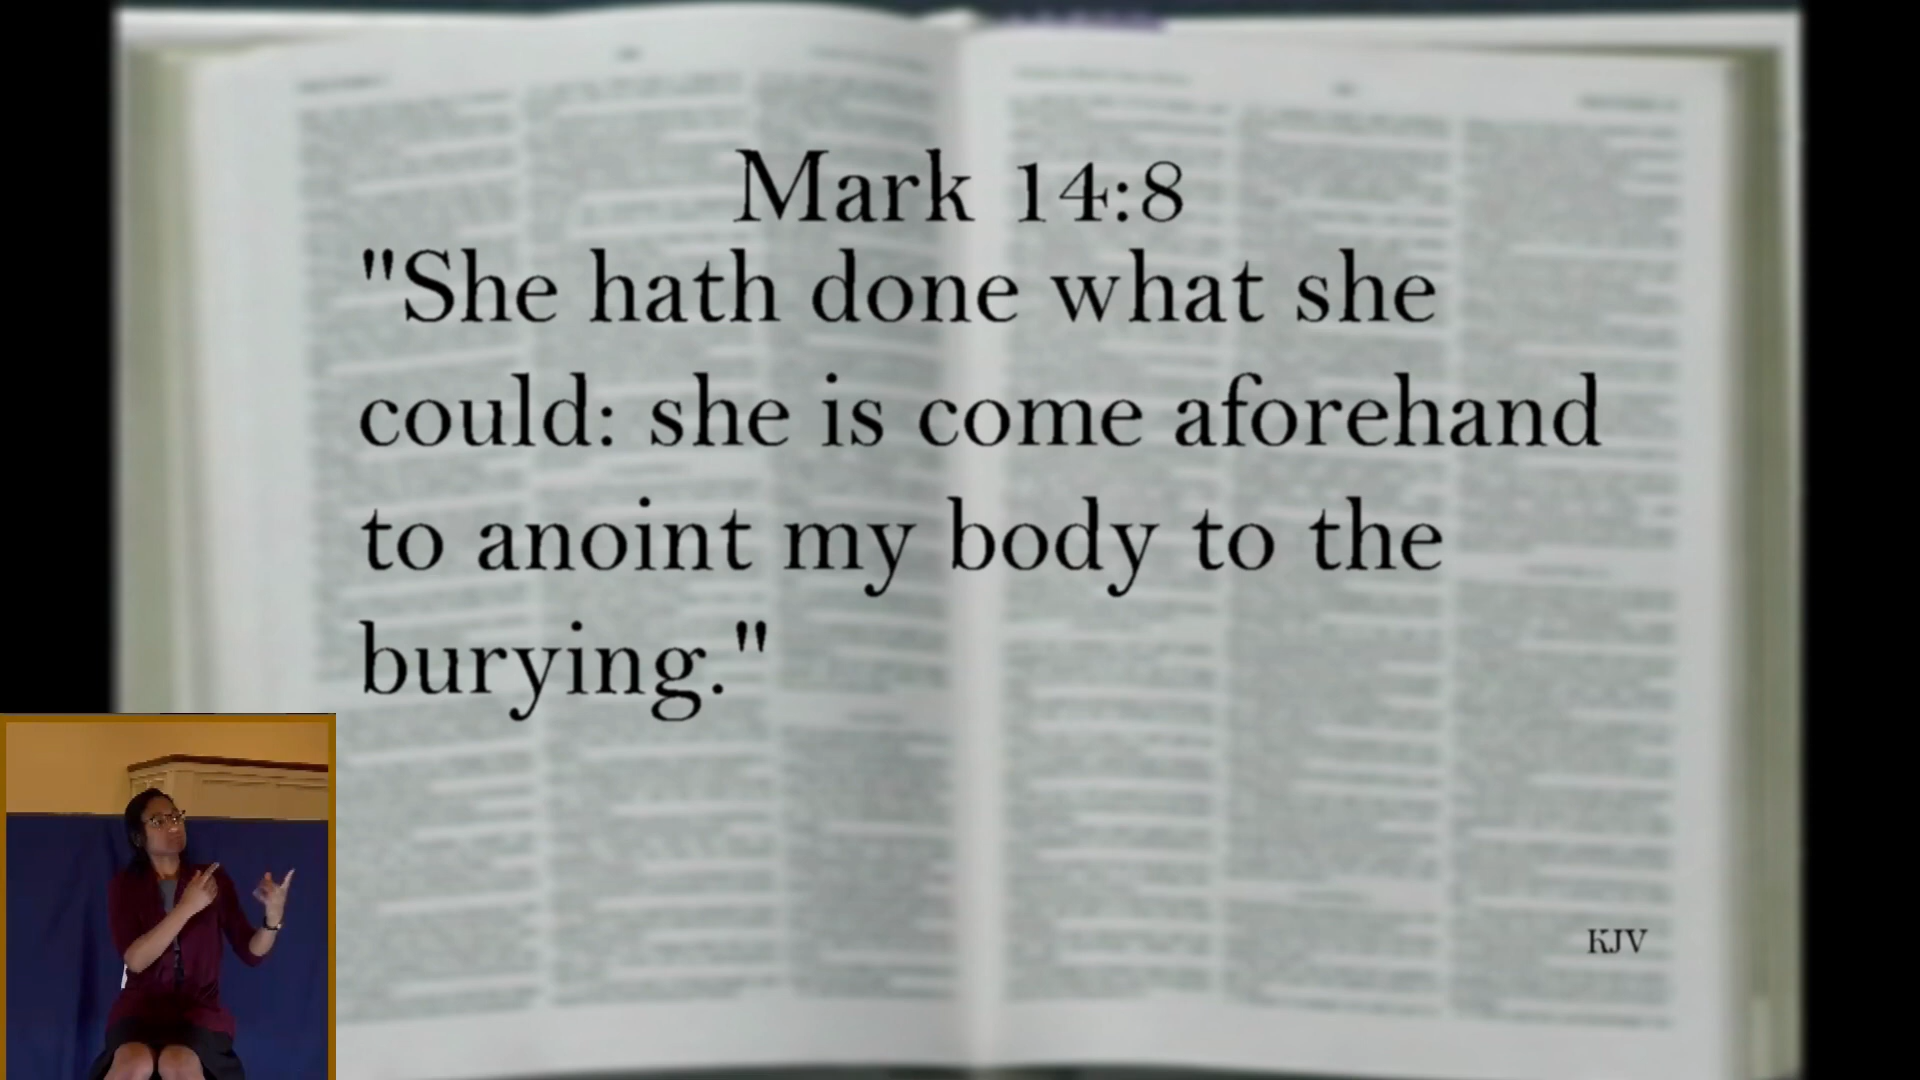 Mark 14:8
"She hath done what she
could: she is come aforehand
to anoint my body to the
burying."
KJV